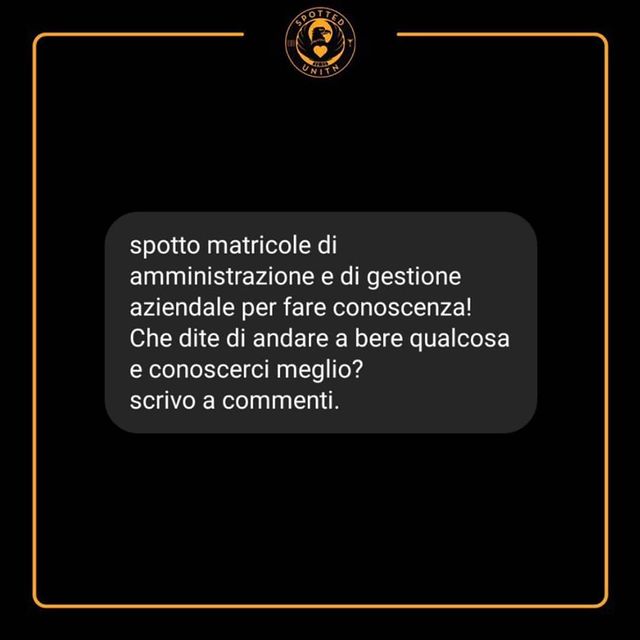 SPOTTED
UNITN
spotto matricole di
amministrazione e di gestione
aziendale per fare conoscenza!
Che dite di andare a bere qualcosa
e conoscerci meglio?
scrivo a commenti.